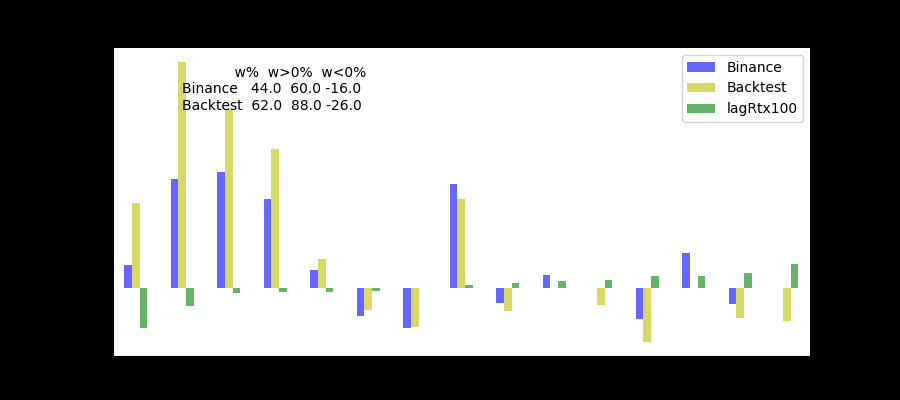 w% w>0% w<0%
Binance 44.0 60.0 -16.0
Backtest 62.0 88.0 -26.0
Binance
Backtest
lagRtx100